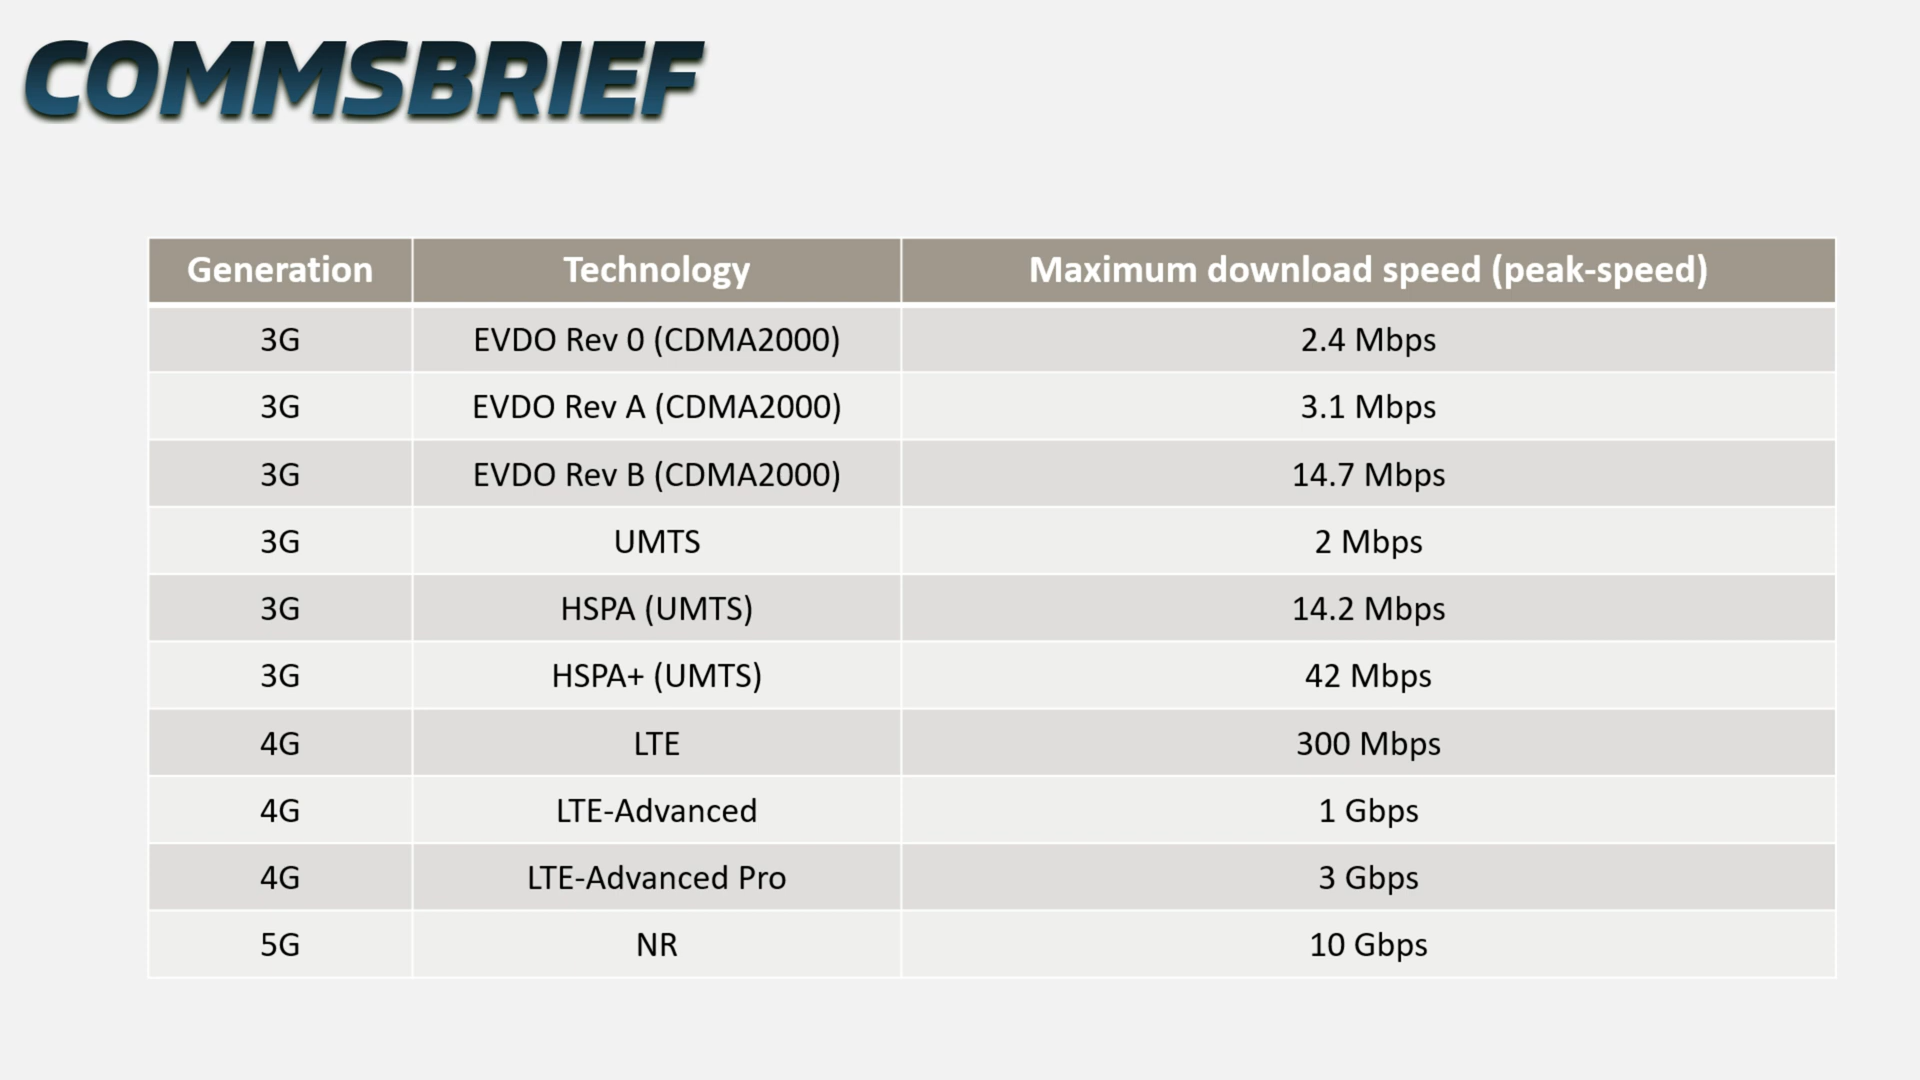 COMMSBRIEF
Generation Technology Maximum download speed (peak-speed)
3G EVDO Rev 0 (CDMA2000) 2.4 Mbps
3G EVDO Rev A (CDMA2000) 3.1 Mbps
3G EVDO Rev B (CDMA2000) 14.7 Mbps
3G UMTS 2 Mbps
3G HSPA (UMTS) 14.2 Mbps
3G HSPA+ (UMTS) 42 Mbps
4G LTE 300 Mbps
4G LTE-Advanced 1 Gbps
4G LTE-Advanced Pro 3 Gbps
5G NR 10 Gbps